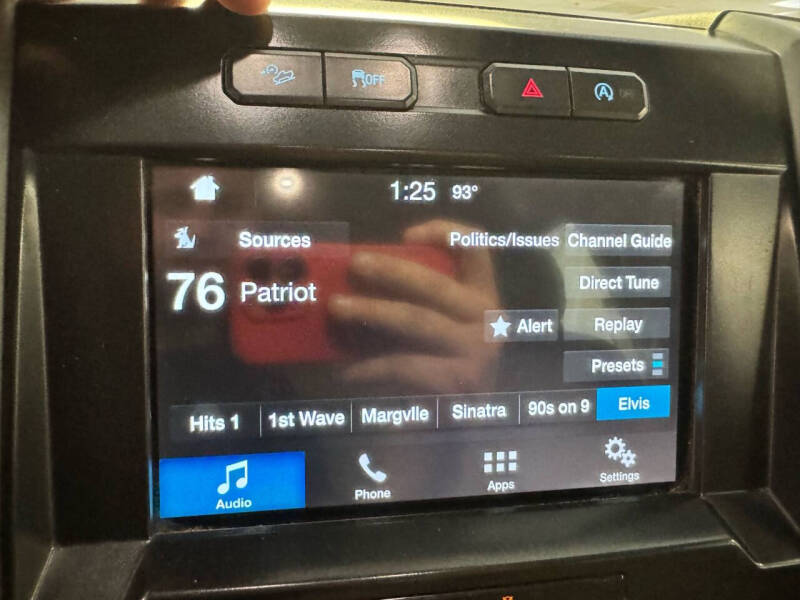 OFF
A OFF
1:25 93°
Sources
Politics/Issues
Channel Guide
76 Patriot
Direct Tune
Alert
Replay
Presets
Hits 1
1st Wave
Margvlle
Sinatra
90s on 9
Elvis
Audio
Phone
Apps
Settings